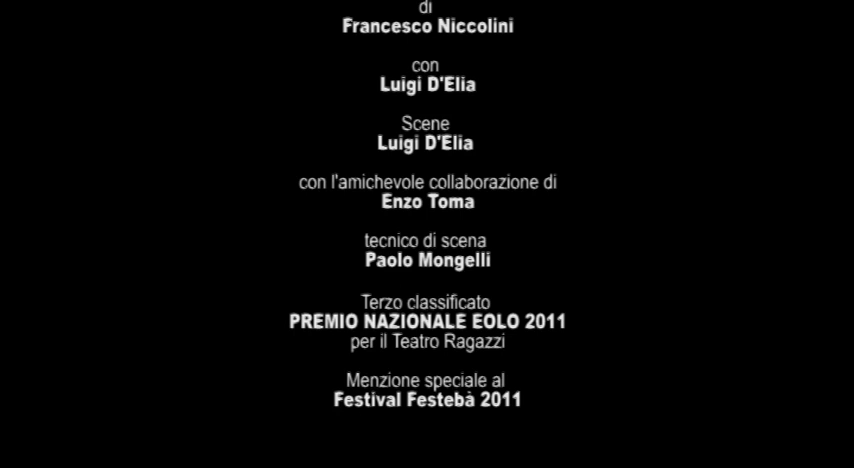 di
Francesco Niccolini
con
Luigi D'Elia
Scene
Luigi D'Elia
con l'amichevole collaborazione di
Enzo Toma
tecnico di scena
Paolo Mongelli
Terzo classificato
PREMIO NAZIONALE EOLO 2011
per il Teatro Ragazzi
Menzione speciale al
Festival Festebà 2011